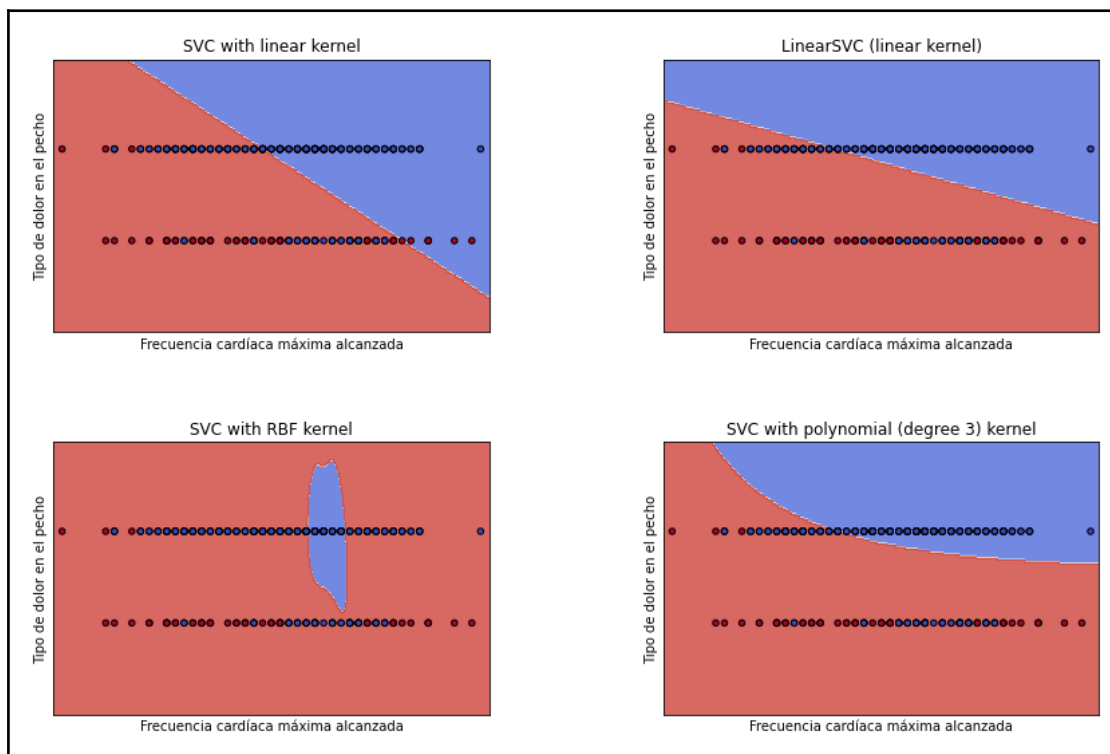 SVC with linear kernel
Tipo de dolor en el pecho
Frecuencia cardíaca máxima alcanzada
LinearSVC (linear kernel)
Tipo de dolor en el pecho
Frecuencia cardíaca máxima alcanzada
SVC with RBF kernel
Tipo de dolor en el pecho
Frecuencia cardíaca máxima alcanzada
SVC with polynomial (degree 3) kernel
Tipo de dolor en el pecho
Frecuencia cardíaca máxima alcanzada